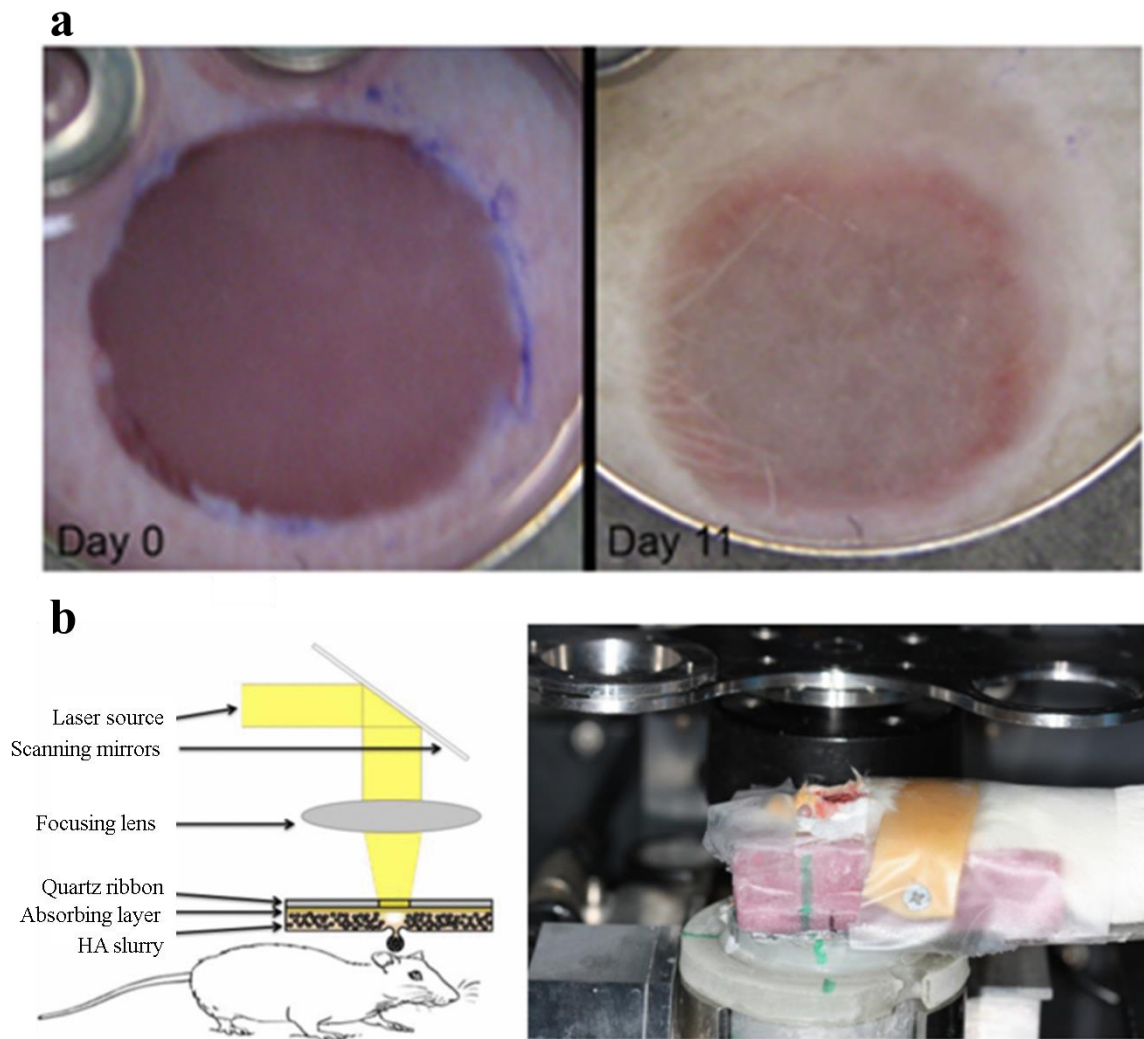 a
Day 0
Day 11
b
Laser source
Scanning mirrors
Focusing lens
Quartz ribbon
Absorbing layer
HA slurry